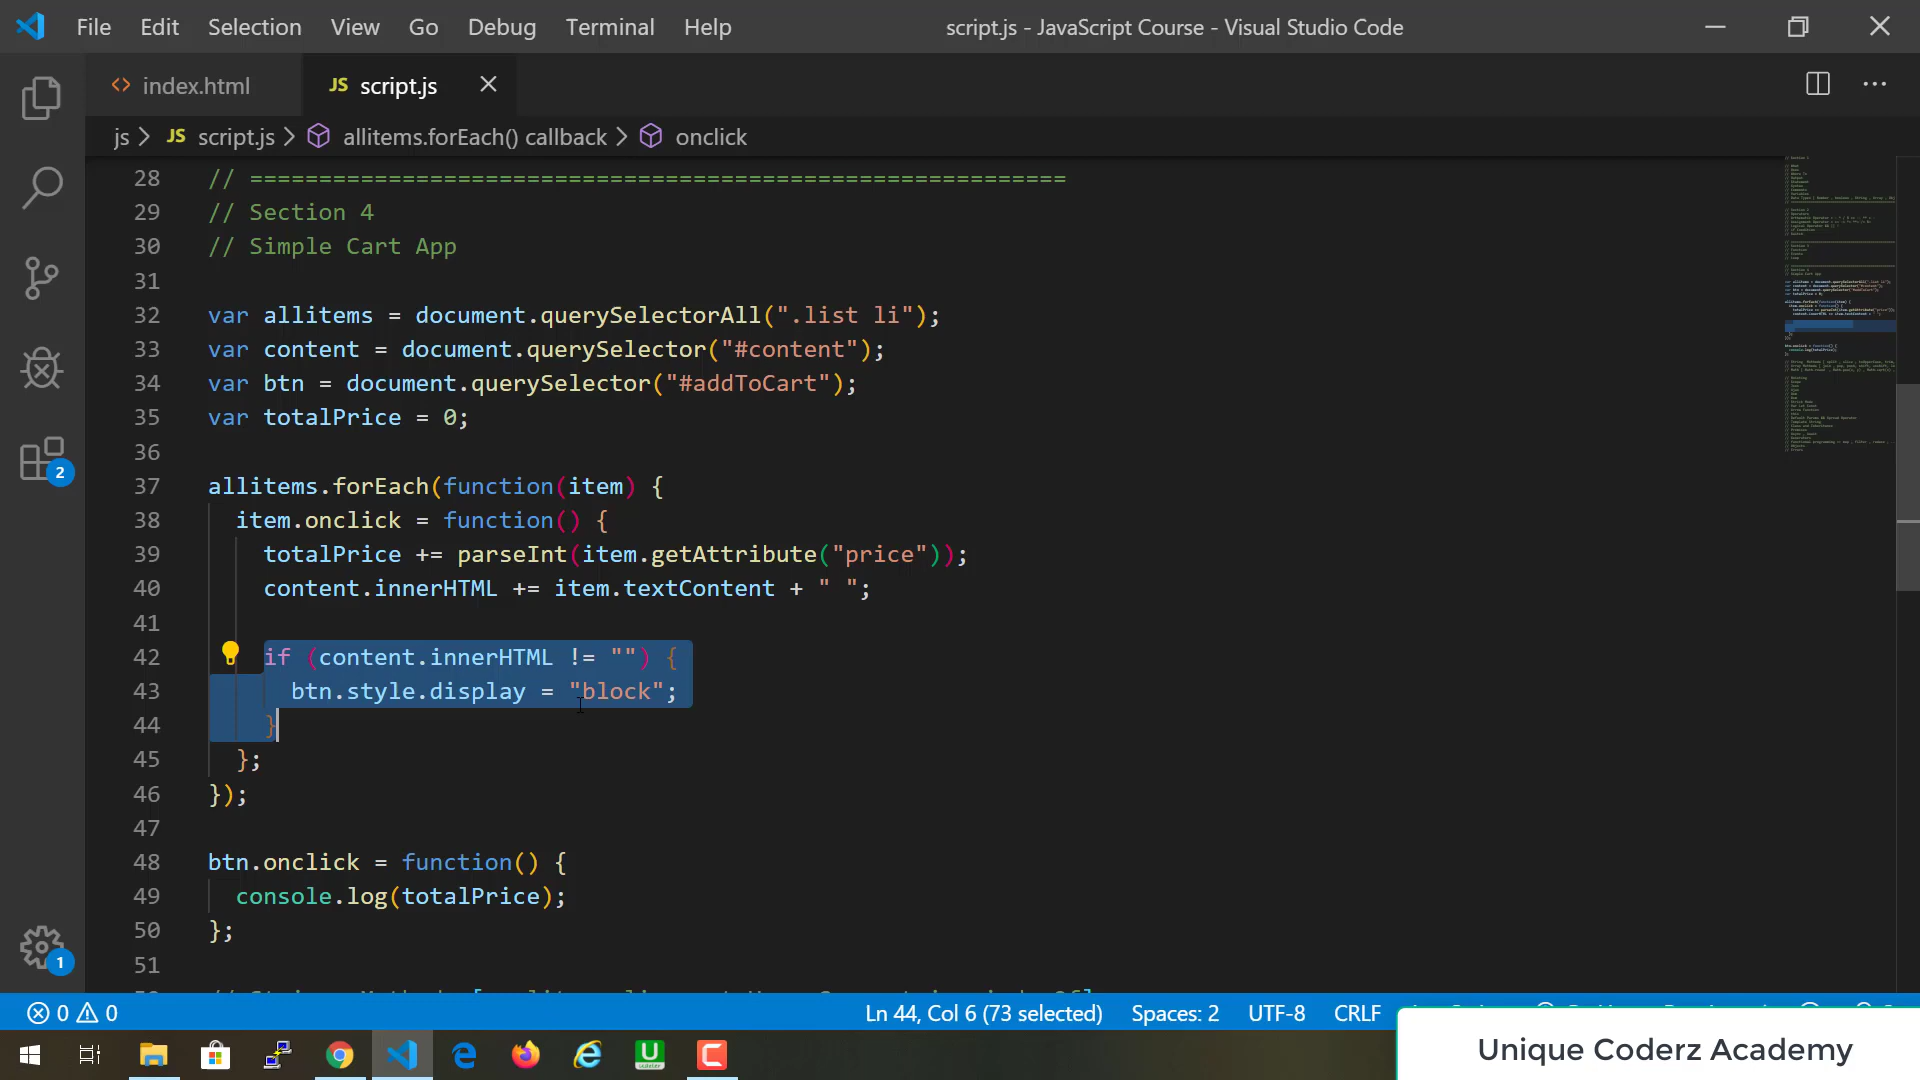 File Edit Selection View Go Debug Terminal Help script.js - JavaScript Course - Visual Studio Code
index.html JS script.js
js > JS script.js > allitems.forEach() callback > onclick
28 // ===========================================================
29 // Section 4
30 // Simple Cart App
31
32 var allitems = document.querySelectorAll(".list li");
33 var content = document.querySelector("#content");
34 var btn = document.querySelector("#addToCart");
35 var totalPrice = 0;
36
37 allitems.forEach(function(item) {
38 item.onclick = function() {
39 totalPrice += parseInt(item.getAttribute("price"));
40 content.innerHTML += item.textContent + " ";
41
42 if (content.innerHTML != "") {
43 btn.style.display = "block";
44 }
45 };
46 });
47
48 btn.onclick = function() {
49 console.log(totalPrice);
50 };
51
2
1
0 0 Ln 44, Col 6 (73 selected) Spaces: 2 UTF-8 CRLF
Unique Coderz Academy